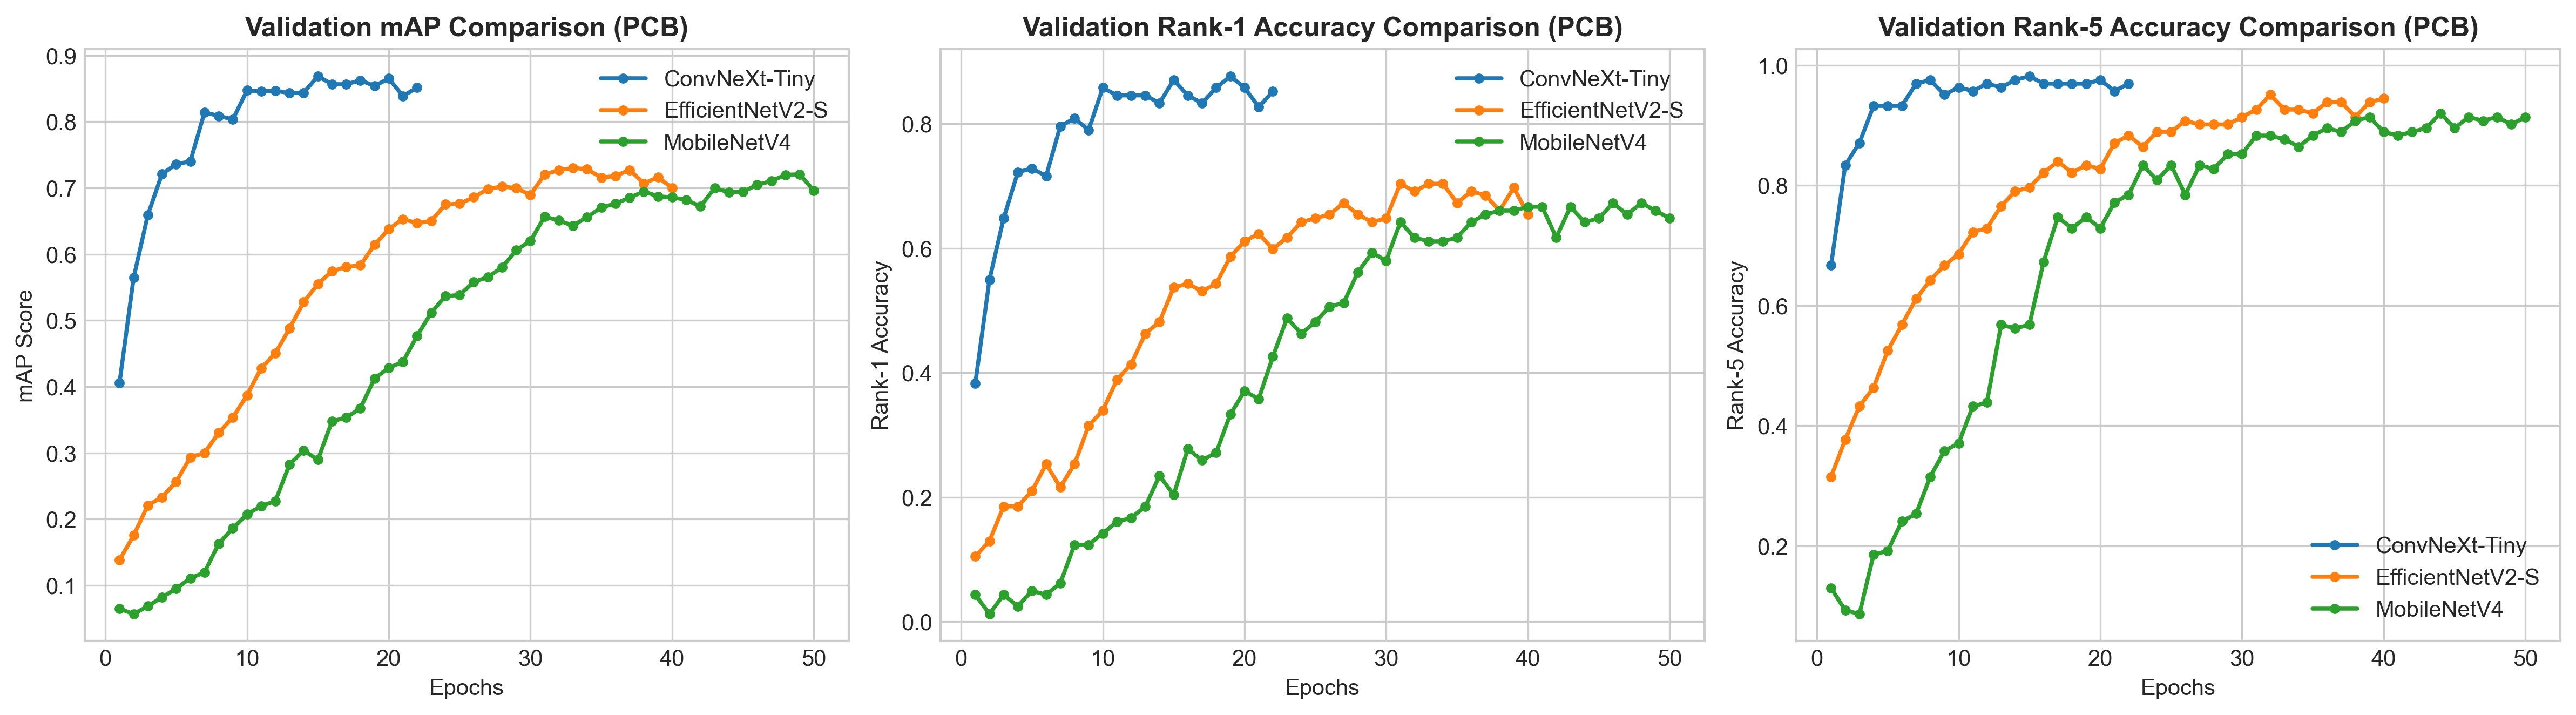 Validation mAP Comparison (PCB)
0.9
0.8
0.7
0.6
0.5
0.4
0.3
0.2
0.1
mAP Score
0 10 20 30 40 50
Epochs
ConvNeXt-Tiny
EfficientNetV2-S
MobileNetV4
Validation Rank-1 Accuracy Comparison (PCB)
0.8
0.6
0.4
0.2
0.0
Rank-1 Accuracy
0 10 20 30 40 50
Epochs
ConvNeXt-Tiny
EfficientNetV2-S
MobileNetV4
Validation Rank-5 Accuracy Comparison (PCB)
1.0
0.8
0.6
0.4
0.2
Rank-5 Accuracy
0 10 20 30 40 50
Epochs
ConvNeXt-Tiny
EfficientNetV2-S
MobileNetV4